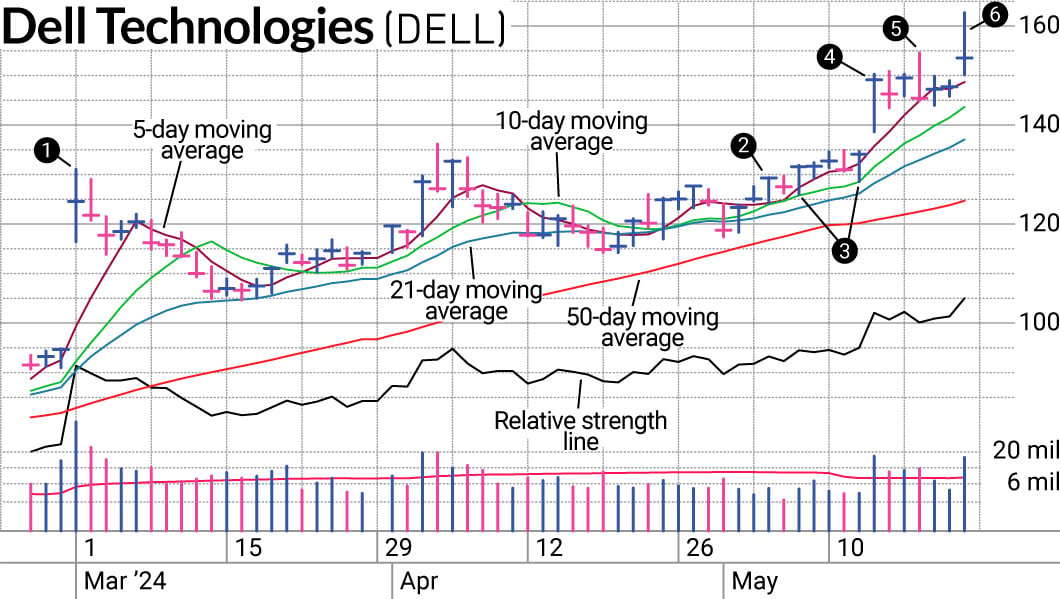 Dell Technologies (DELL)
6
160
5
4
10-day moving
average
140
5-day moving
average
1
2
120
3
21-day moving
average
50-day moving
average
100
Relative strength
line
20 mil
6 mil
1
15
29
12
26
10
Mar ’24
Apr
May